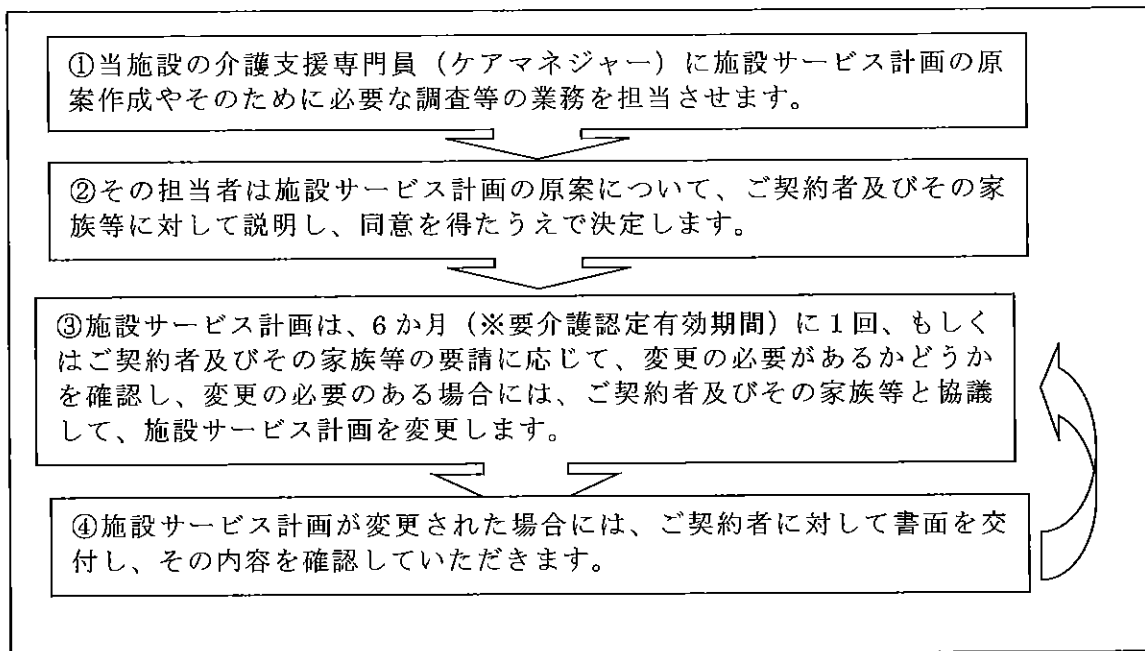 ①当施設の介護支援専門員（ケアマネジャー）に施設サービス計画の原
案作成やそのために必要な調査等の業務を担当させます。
②その担当者は施設サービス計画の原案について、ご契約者及びその家
族等に対して説明し、同意を得たうえで決定します。
③施設サービス計画は、６か月（※要介護認定有効期間）に１回、もしく
はご契約者及びその家族等の要請に応じて、変更の必要があるかどうか
を確認し、変更の必要のある場合には、ご契約者及びその家族等と協議
して、施設サービス計画を変更します。
④施設サービス計画が変更された場合には、ご契約者に対して書面を交
付し、その内容を確認していただきます。